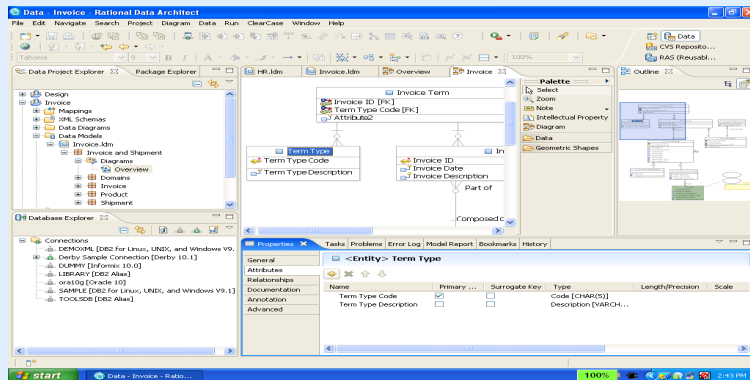 Data - Invoice - Rational Data Architect
File Edit Navigate Search Project Diagram Data Run ClearCase Window Help
Data
CVS Reposito...
RAS (Reusabl...
Tahoma 9 B I A 100%
Data Project Explorer Package Explorer
Design
Invoice
Mappings
XML Schemas
Data Diagrams
Data Models
Invoice.ldm
Invoice and Shipment
Diagrams
Overview
Domains
Invoice
Product
Shipment
HR.ldm Invoice.ldm Overview Invoice
Invoice Term
Invoice ID [FK]
Term Type Code [FK]
Attribute2
Term Type
Term Type Code
Term Type Description
In
Invoice ID
Invoice Date
Invoice Description
Part of
Composed o
Palette
Select
Zoom
Note
Intellectual Property
Diagram
Data
Geometric Shapes
Outline
Database Explorer
Connections
DEMOXML [DB2 for Linux, UNIX, and Windows V9.
Derby Sample Connection [Derby 10.1]
DUMMY [Informix 10.0]
LIBRARY [DB2 Alias]
ora10g [Oracle 10]
SAMPLE [DB2 for Linux, UNIX, and Windows V9.1]
TOOLSDB [DB2 Alias]
Properties Tasks Problems Error Log Model Report Bookmarks History
General
Attributes
Relationships
Documentation
Annotation
Advanced
<Entity> Term Type
Name Primary ... Surrogate Key Type Length/Precision Scale
Term Type Code Code [CHAR(5)]
Term Type Description Description [VARCH...
start Data - Invoice - Ratio... 100% 2:43 PM